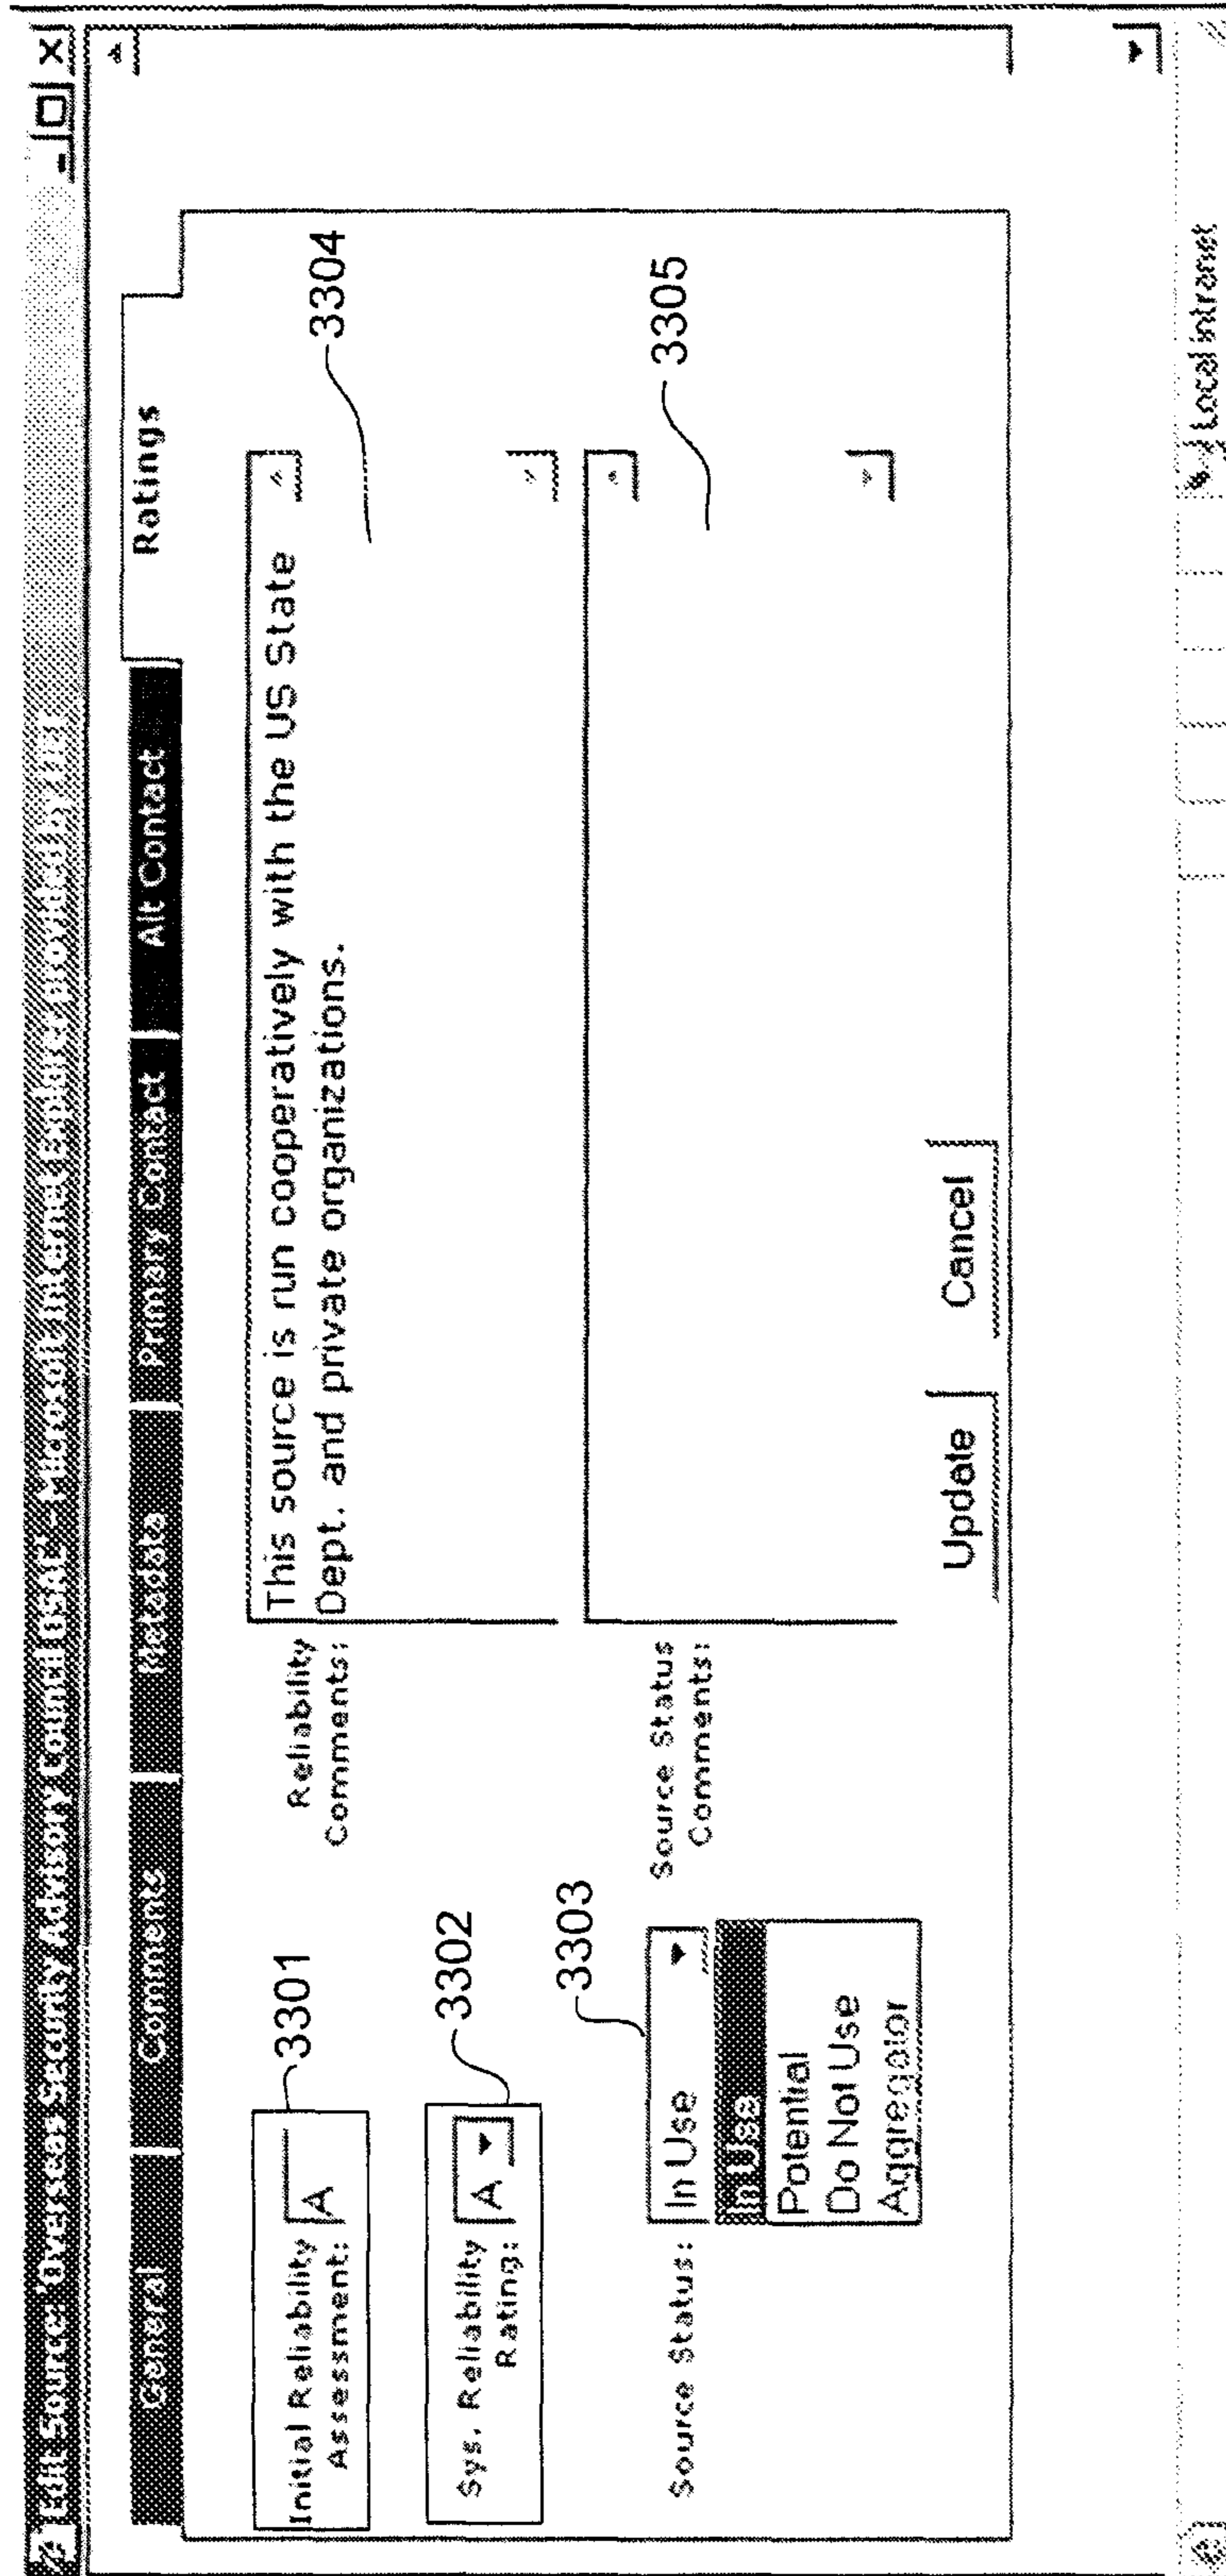 Edit Source: 'Overseas Security Advisory Council OSAC' - Microsoft Internet Explorer provided by
General
Comments
Metadata
Primary Contact
Alt Contact
Ratings
Initial Reliability
Assessment:
A
3301
Sys. Reliability
Rating:
A
3302
Source Status:
In Use
3303
In Use
Potential
Do Not Use
Aggregator
Reliability
Comments:
This source is run cooperatively with the US State
Dept. and private organizations.
3304
Source Status
Comments:
3305
Update
Cancel
Local intranet